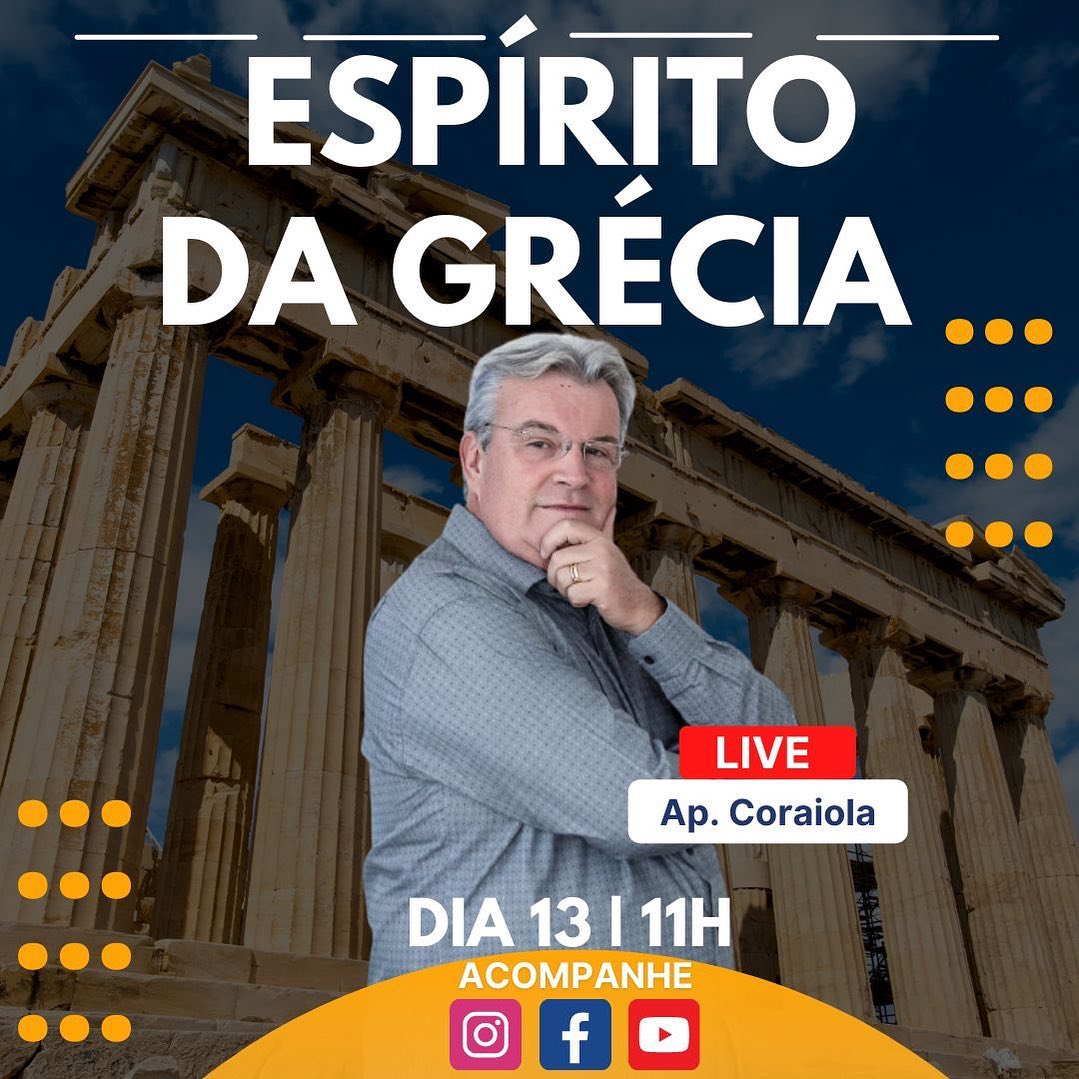 ESPÍRITO
DA GRÉCIA
LIVE
Ap. Coraiola
DIA 13 | 11H
ACOMPANHE